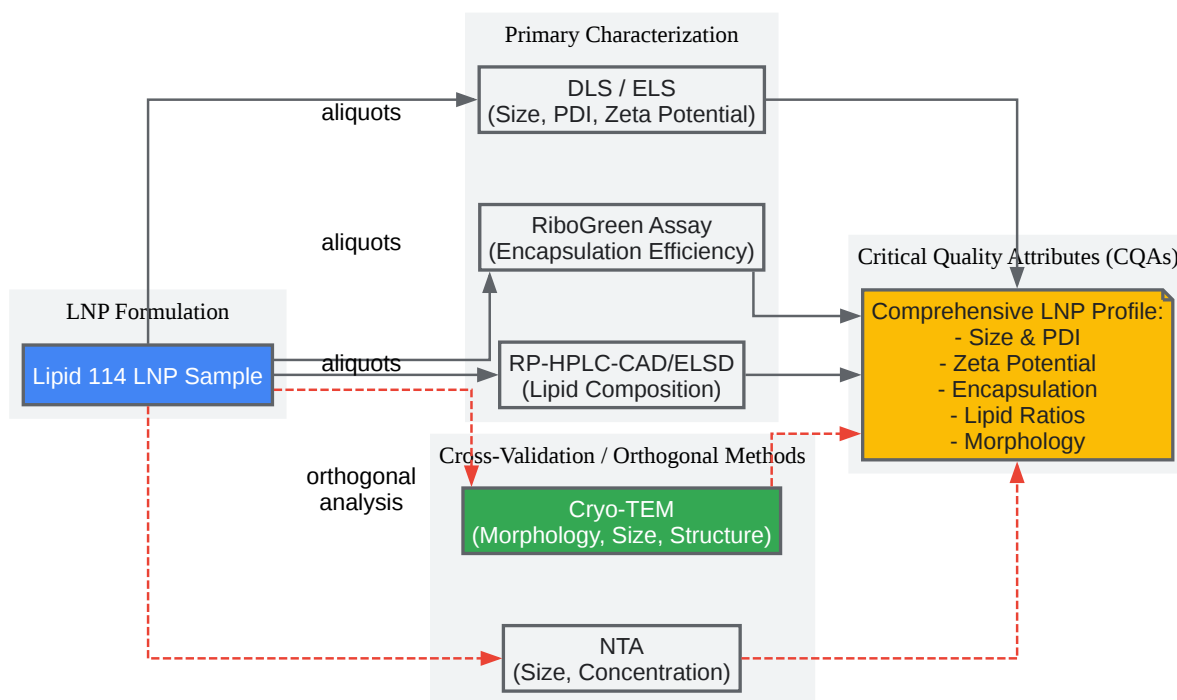 Primary Characterization
DLS / ELS
(Size, PDI, Zeta Potential)
aliquots
RiboGreen Assay
(Encapsulation Efficiency)
aliquots
Critical Quality Attributes (CQAs)
LNP Formulation
Comprehensive LNP Profile:
- Size & PDI
- Zeta Potential
- Encapsulation
- Lipid Ratios
- Morphology
Lipid 114 LNP Sample
aliquots
RP-HPLC-CAD/ELSD
(Lipid Composition)
Cross-Validation / Orthogonal Methods
orthogonal
analysis
Cryo-TEM
(Morphology, Size, Structure)
NTA
(Size, Concentration)